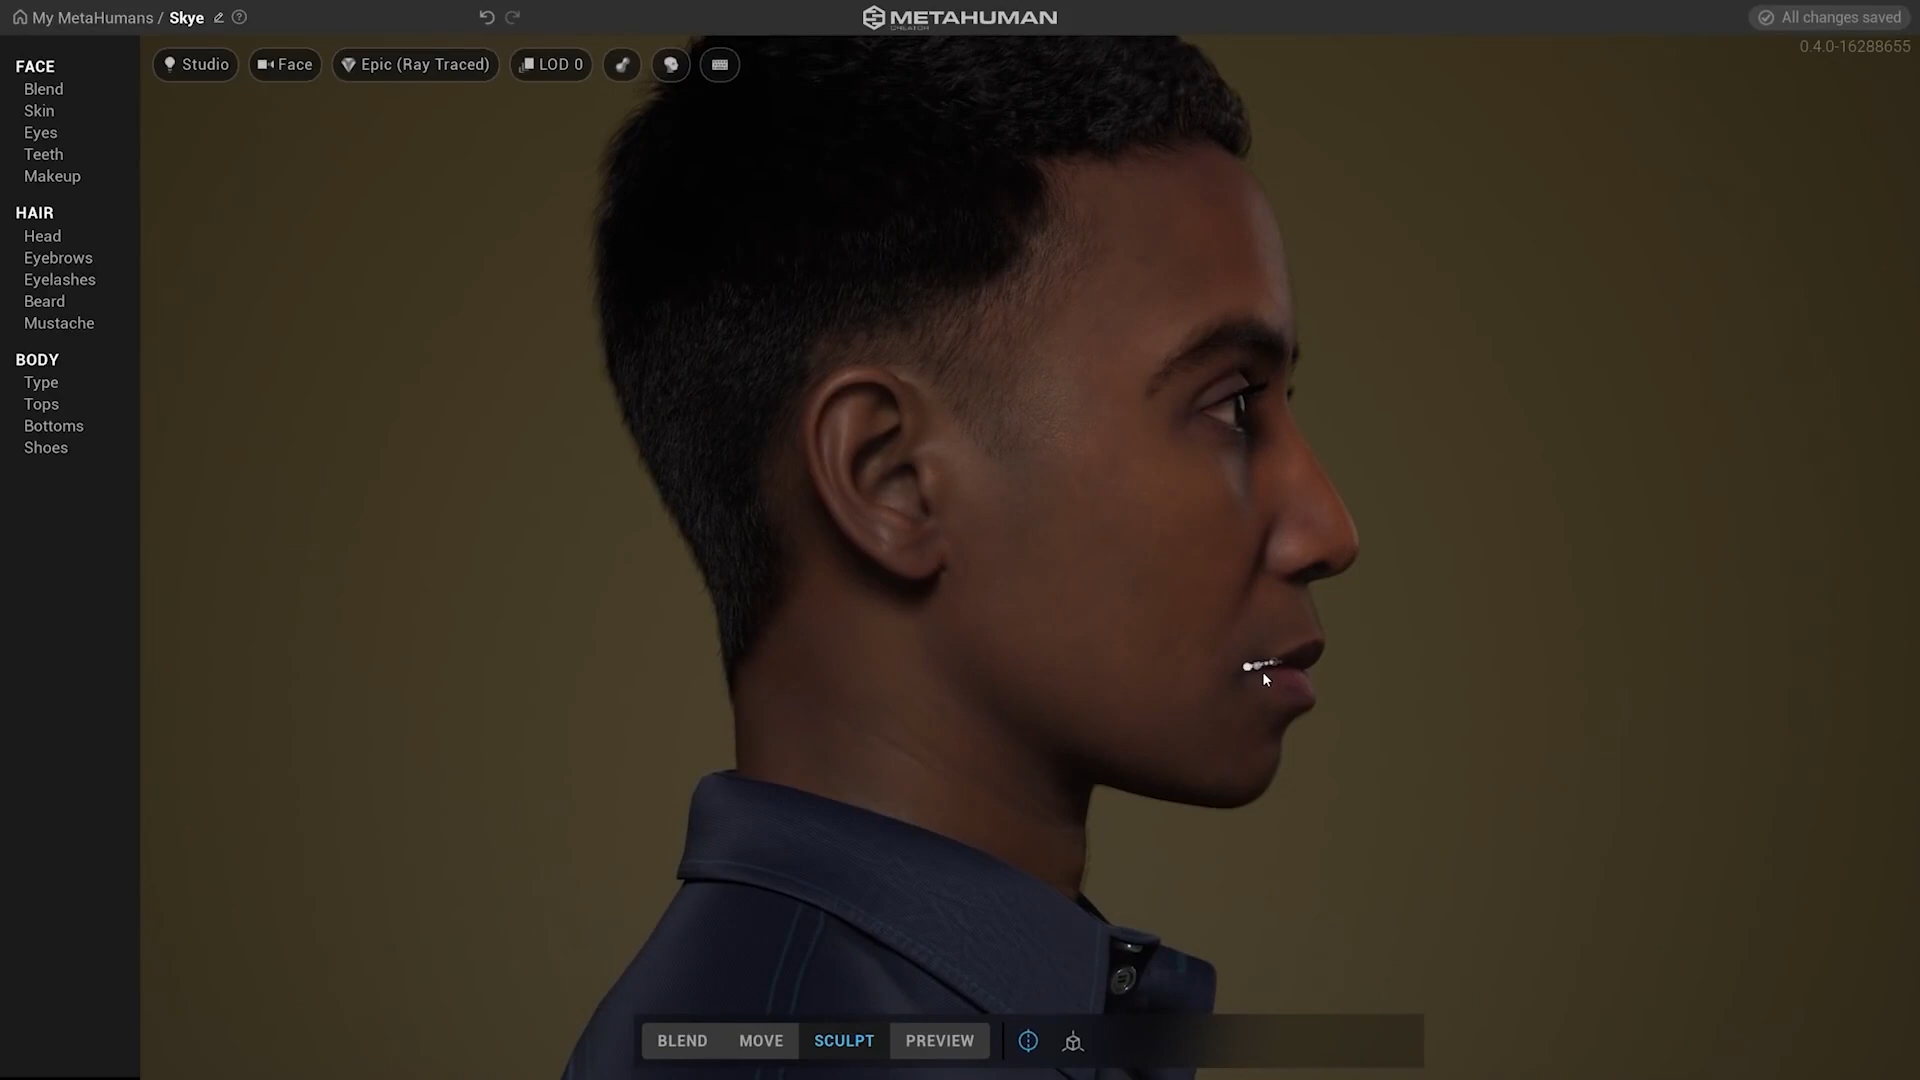 My MetaHumans / Skye
METAHUMAN
CREATOR
All changes saved
0.4.0-16288655
Studio
Face
Epic (Ray Traced)
LOD 0
FACE
Blend
Skin
Eyes
Teeth
Makeup
HAIR
Head
Eyebrows
Eyelashes
Beard
Mustache
BODY
Type
Tops
Bottoms
Shoes
BLEND
MOVE
SCULPT
PREVIEW